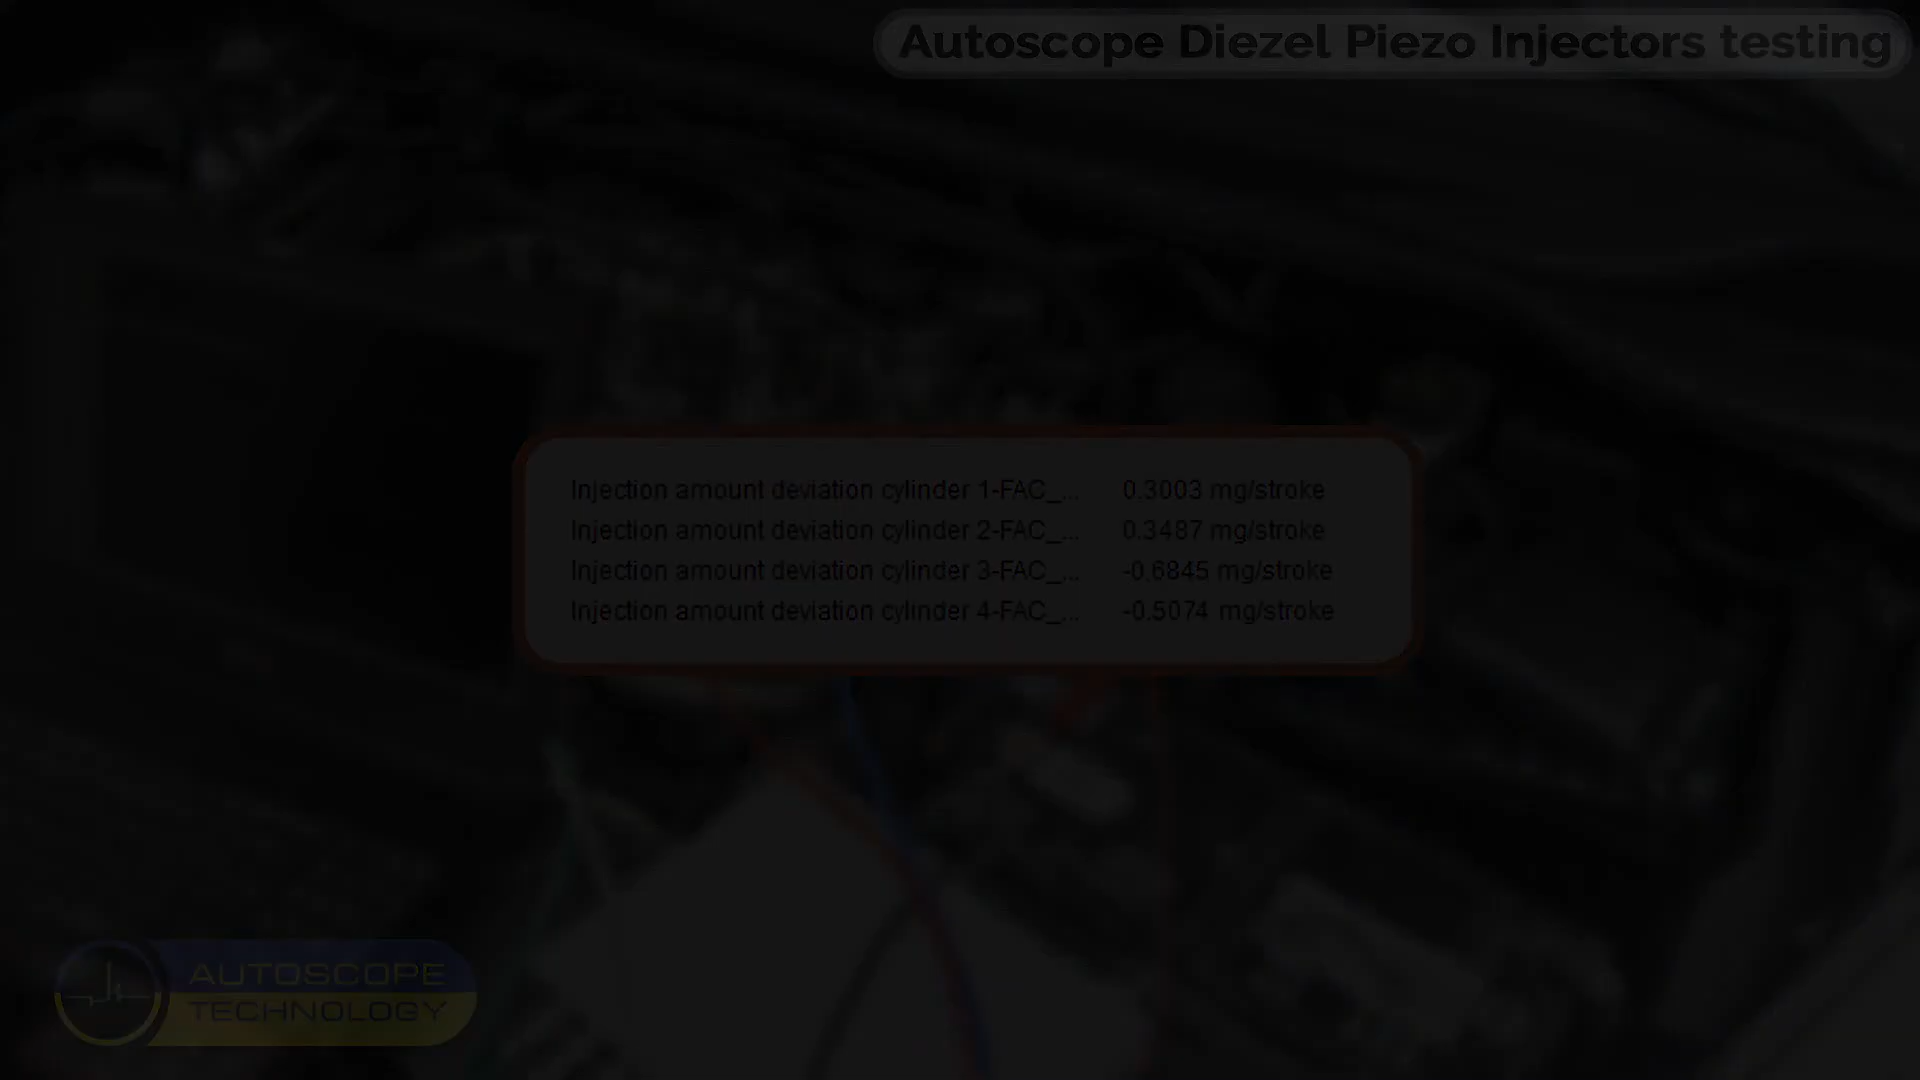 Autoscope Diezel Piezo Injectors testing
Injection amount deviation cylinder 1-FAC_... 0.3003 mg/stroke
Injection amount deviation cylinder 2-FAC_... 0.3487 mg/stroke
Injection amount deviation cylinder 3-FAC_... -0.6845 mg/stroke
Injection amount deviation cylinder 4-FAC_... -0.5074 mg/stroke
AUTOSCOPE
TECHNOLOGY